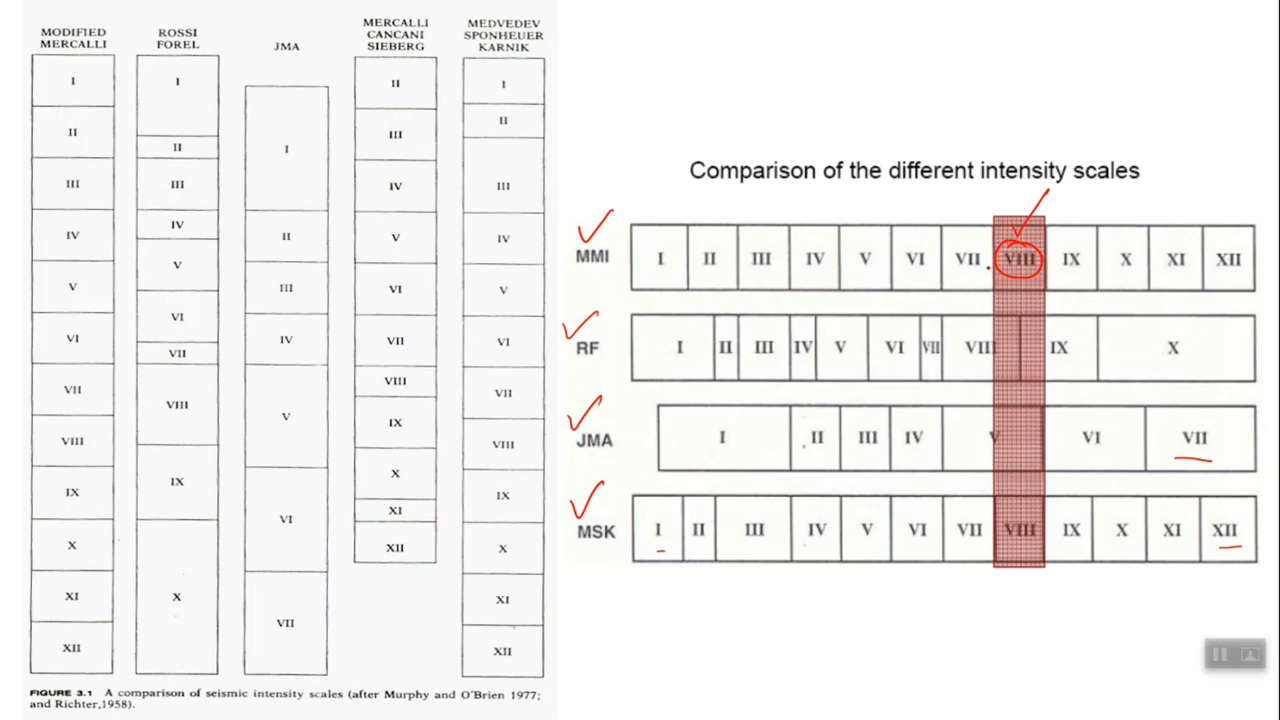 MODIFIED
MERCALLI
I
II
III
IV
V
VI
VII
VIII
IX
X
XI
XII
ROSSI
FOREL
I
II
III
IV
V
VI
VII
VIII
IX
X
JMA
I
II
III
IV
V
VI
VII
MERCALLI
CANCANI
SIEBERG
II
III
IV
V
VI
VII
VIII
IX
X
XI
XII
MEDVEDEV
SPONHEUER
KARNIK
I
II
III
IV
V
VI
VII
VIII
IX
X
XI
XII
FIGURE 3.1 A comparison of seismic intensity scales (after Murphy and O'Brien 1977;
and Richter,1958).
Comparison of the different intensity scales
MMI I II III IV V VI VII VIII IX X XI XII
RF I II III IV V VI VII VIII IX X
JMA I II III IV V VI VII
MSK I II III IV V VI VII VIII IX X XI XII